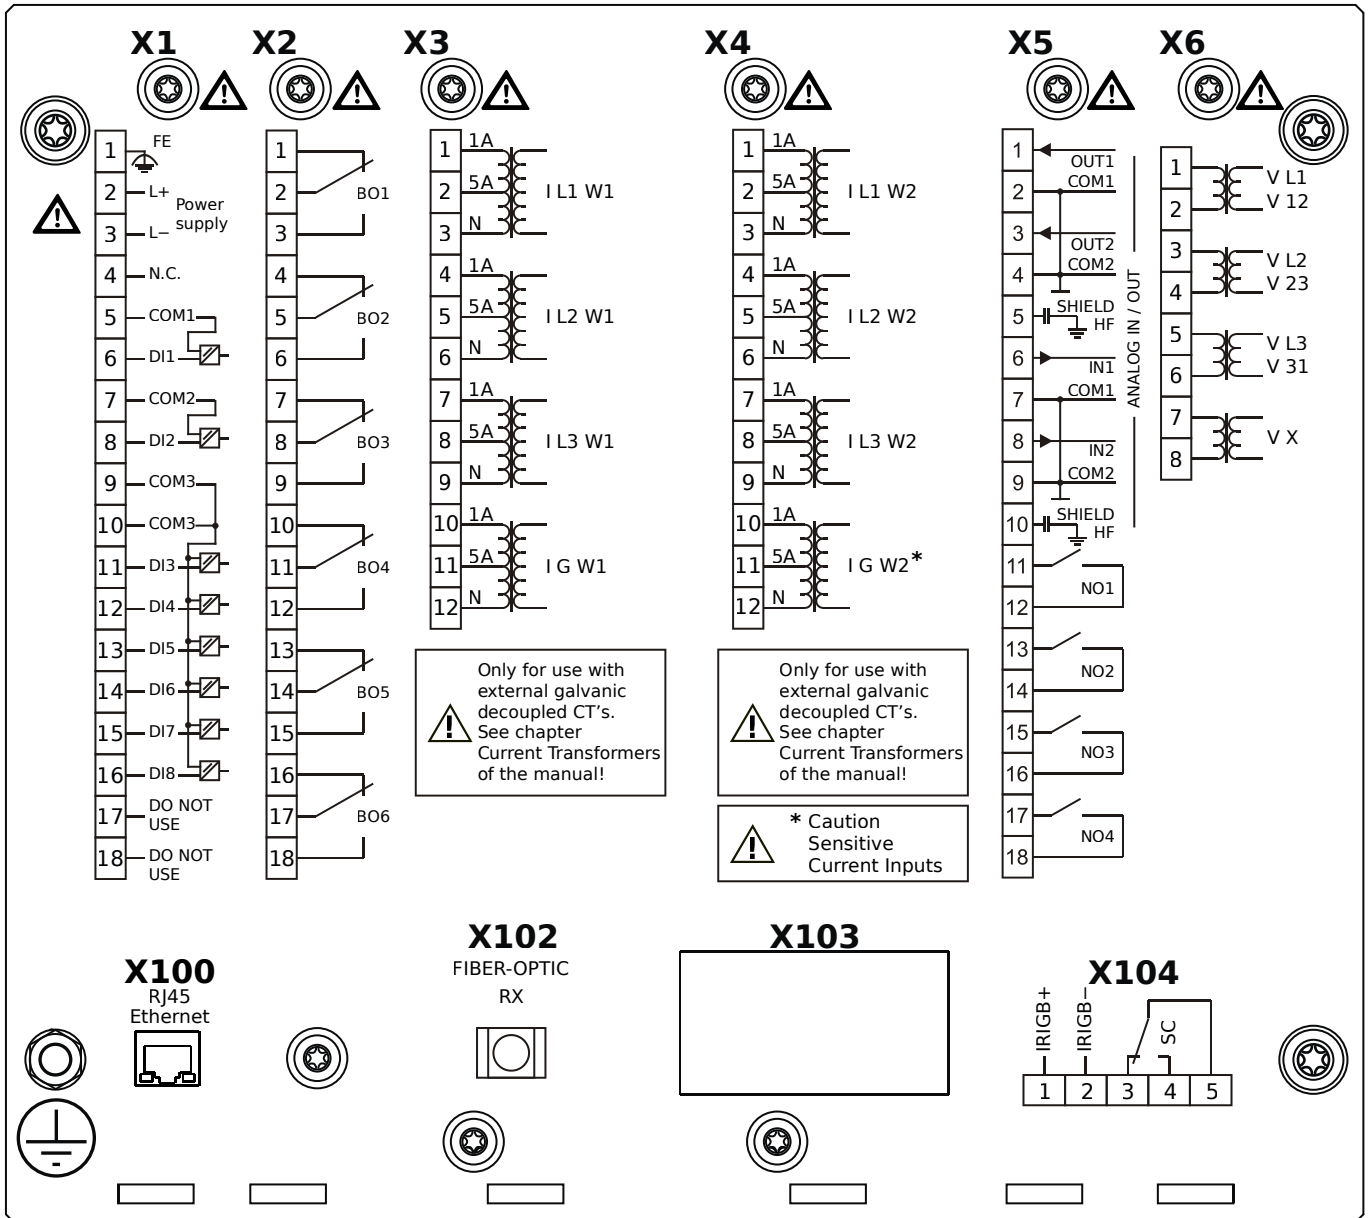 X1
X2
X3
X4
X5
X6
1 FE
2 L+
Power
supply
3 L−
4 N.C.
5 COM1
6 DI1
7 COM2
8 DI2
9 COM3
10 COM3
11 DI3
12 DI4
13 DI5
14 DI6
15 DI7
16 DI8
17 DO NOT
USE
18 DO NOT
USE
1
2 BO1
3
4
5 BO2
6
7
8 BO3
9
10
11 BO4
12
13
14 BO5
15
16
17 BO6
18
1 1A
2 5A I L1 W1
3 N
4 1A
5 5A I L2 W1
6 N
7 1A
8 5A I L3 W1
9 N
10 1A
11 5A I G W1
12 N
Only for use with
external galvanic
decoupled CT's.
See chapter
Current Transformers
of the manual!
1 1A
2 5A I L1 W2
3 N
4 1A
5 5A I L2 W2
6 N
7 1A
8 5A I L3 W2
9 N
10 1A
11 5A I G W2*
12 N
Only for use with
external galvanic
decoupled CT's.
See chapter
Current Transformers
of the manual!
* Caution
Sensitive
Current Inputs
1 OUT1
2 COM1
3 OUT2
4 COM2
5 SHIELD
HF
6 IN1
7 COM1
8 IN2
9 COM2
10 SHIELD
HF
ANALOG IN / OUT
11
NO1
12
13
NO2
14
15
NO3
16
17
NO4
18
1 V L1
2 V 12
3 V L2
4 V 23
5 V L3
6 V 31
7 V X
8
X100
RJ45
Ethernet
X102
FIBER-OPTIC
RX
X103
X104
IRIGB+
IRIGB−
SC
1 2 3 4 5